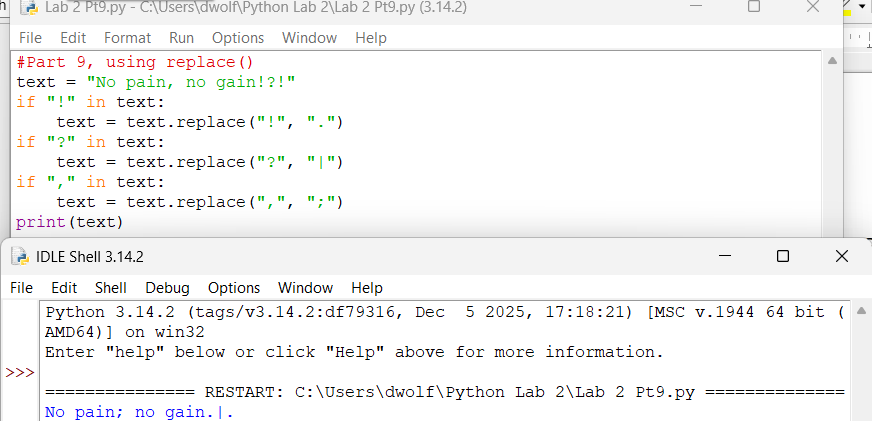 Lab 2 Pt9.py - C:\Users\dwolf\Python Lab 2\Lab 2 Pt9.py (3.14.2)
File Edit Format Run Options Window Help
#Part 9, using replace()
text = "No pain, no gain!?!"
if "!" in text:
    text = text.replace("!", ".")
if "?" in text:
    text = text.replace("?", "|")
if "," in text:
    text = text.replace(",", ";")
print(text)
IDLE Shell 3.14.2
File Edit Shell Debug Options Window Help
Python 3.14.2 (tags/v3.14.2:df79316, Dec  5 2025, 17:18:21) [MSC v.1944 64 bit (
AMD64)] on win32
Enter "help" below or click "Help" above for more information.
>>>
=============== RESTART: C:\Users\dwolf\Python Lab 2\Lab 2 Pt9.py ==============
No pain; no gain.|.